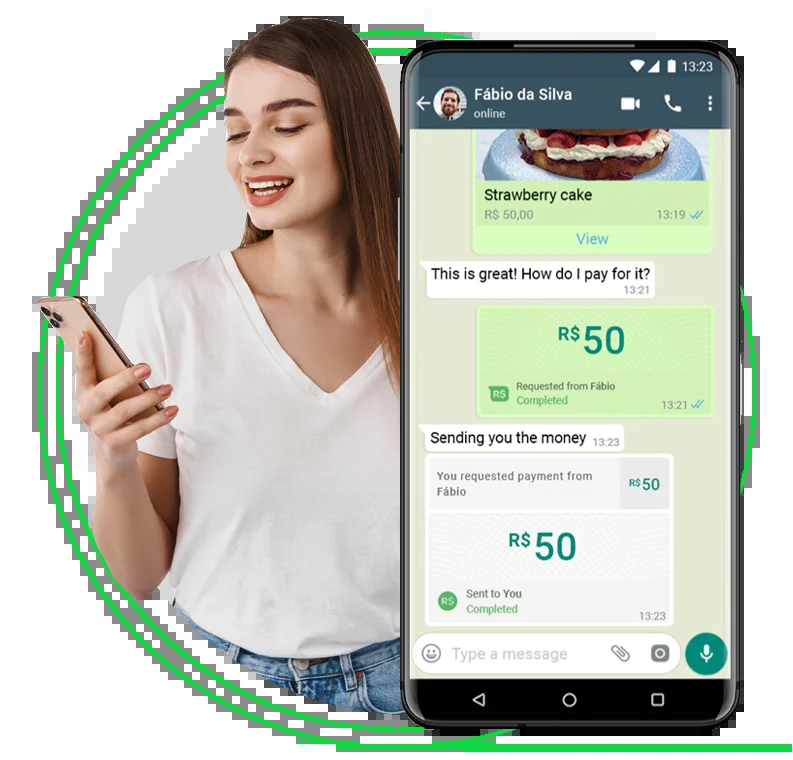 13:23
Fábio da Silva
online
Strawberry cake
R$ 50,00 13:19
View
This is great! How do I pay for it?
13:21
R$50
R$ Requested from Fábio
Completed
13:21
Sending you the money 13:23
You requested payment from
Fábio
R$50
R$50
R$ Sent to You
Completed
13:23
Type a message